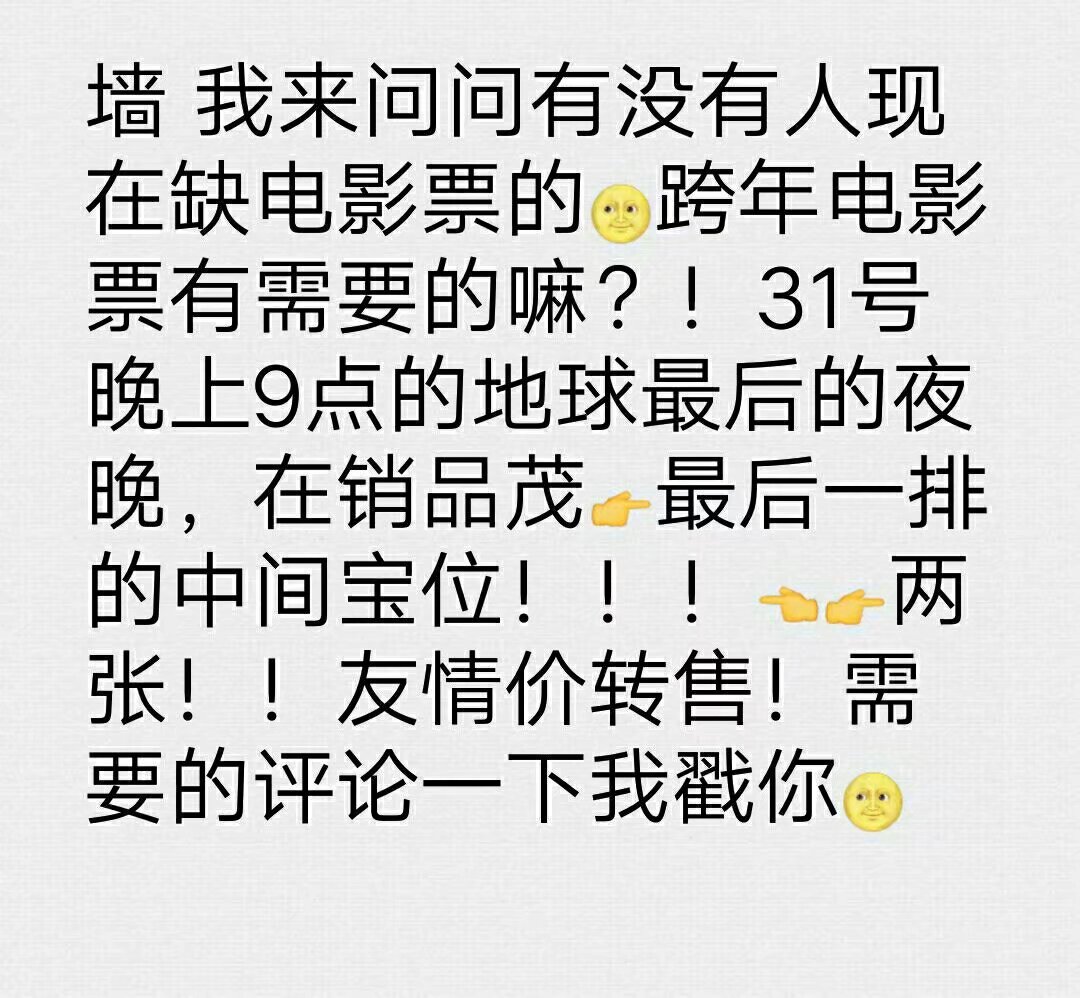 墙 我来问问有没有人现
在缺电影票的🌝跨年电影
票有需要的嘛？！31号
晚上9点的地球最后的夜
晚，在销品茂👉最后一排
的中间宝位！！！👈👉两
张！！友情价转售！需
要的评论一下我戳你🌝